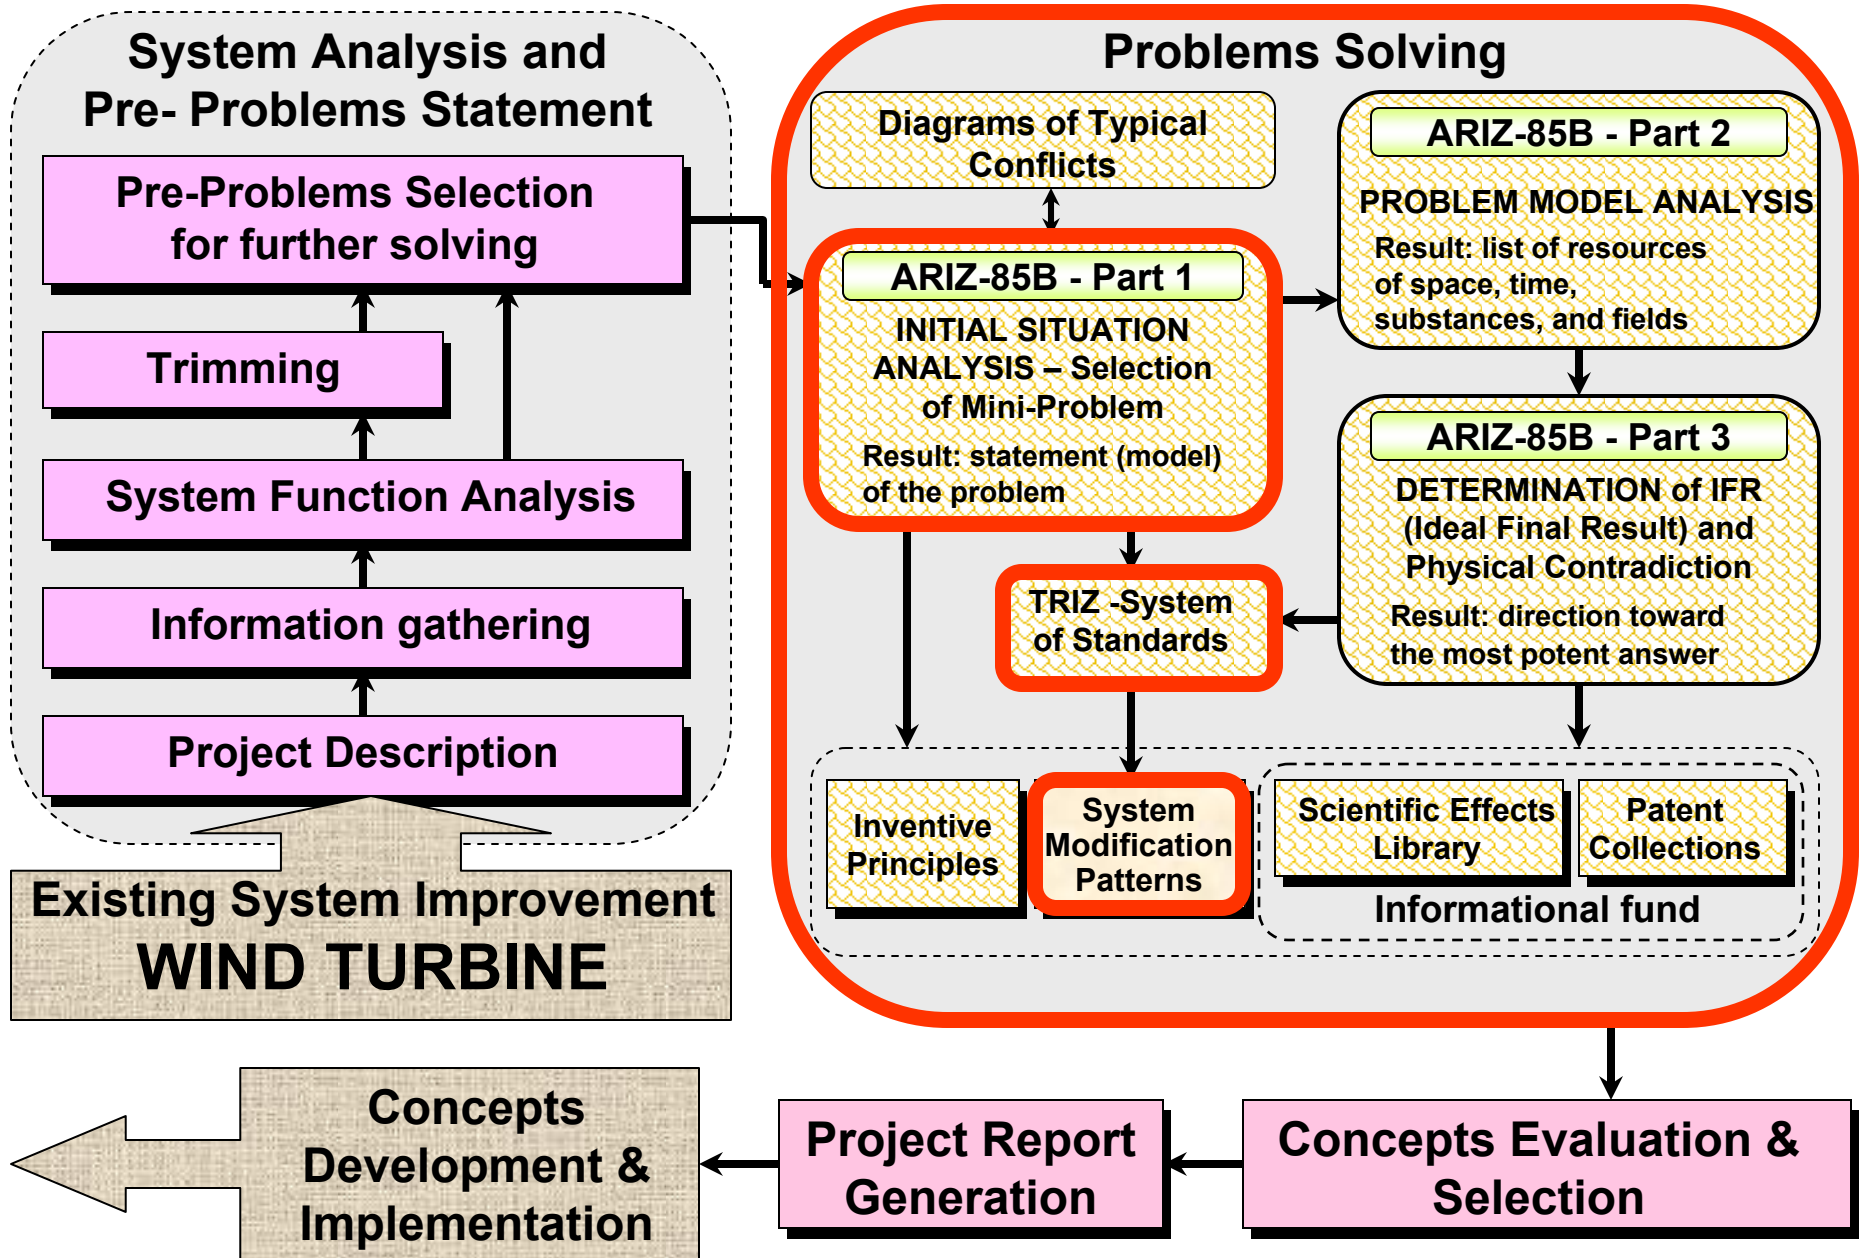 System Analysis and
Pre- Problems Statement
Pre-Problems Selection
for further solving
Trimming
System Function Analysis
Information gathering
Project Description
Existing System Improvement
WIND TURBINE
Problems Solving
Diagrams of Typical
Conflicts
ARIZ-85B - Part 1
INITIAL SITUATION
ANALYSIS – Selection
of Mini-Problem
Result: statement (model)
of the problem
ARIZ-85B - Part 2
PROBLEM MODEL ANALYSIS
Result: list of resources
of space, time,
substances, and fields
ARIZ-85B - Part 3
DETERMINATION of IFR
(Ideal Final Result) and
Physical Contradiction
Result: direction toward
the most potent answer
TRIZ -System
of Standards
Inventive
Principles
System
Modification
Patterns
Scientific Effects
Library
Patent
Collections
Informational fund
Concepts Evaluation &
Selection
Project Report
Generation
Concepts
Development &
Implementation